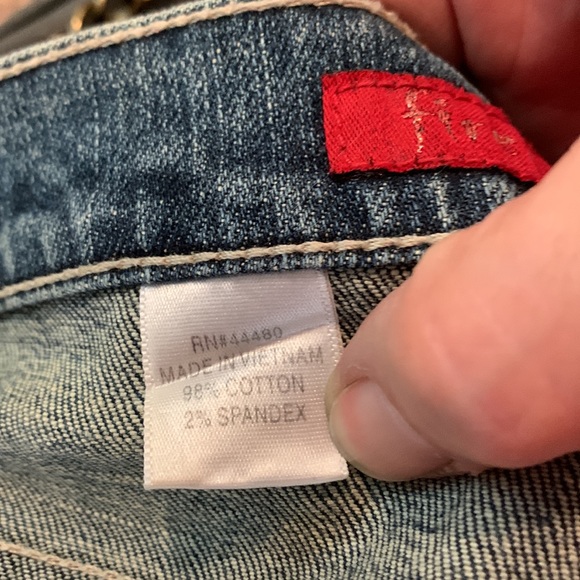 RN#44480
MADE IN VIETNAM
98% COTTON
2% SPANDEX